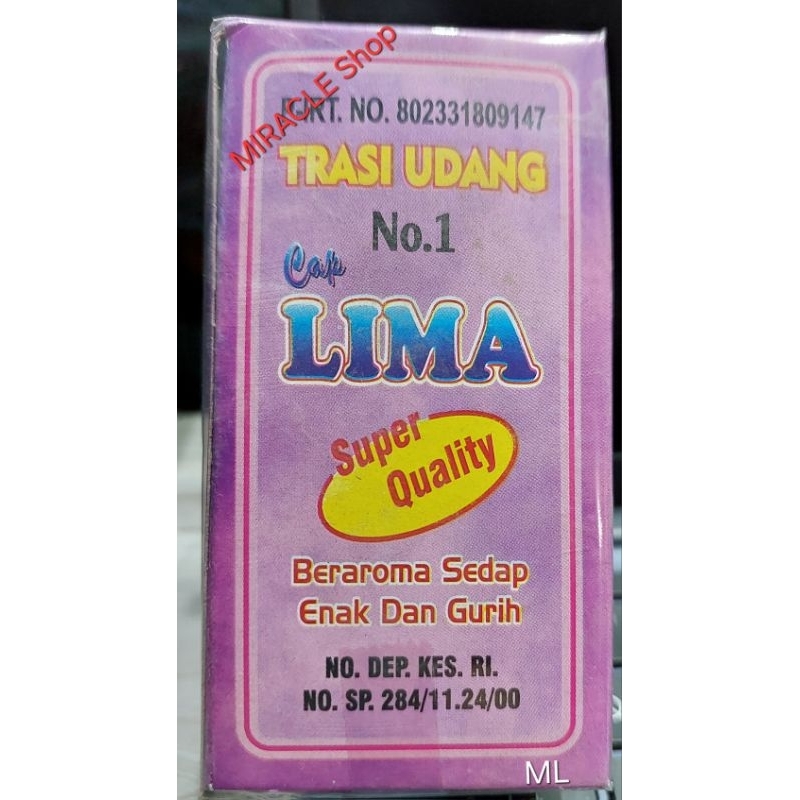 MIRACLE Shop
P-IRT. NO. 802331809147
TRASI UDANG
No.1
Cap
LIMA
Super
Quality
Beraroma Sedap
Enak Dan Gurih
NO. DEP. KES. RI.
NO. SP. 284/11.24/00
ML